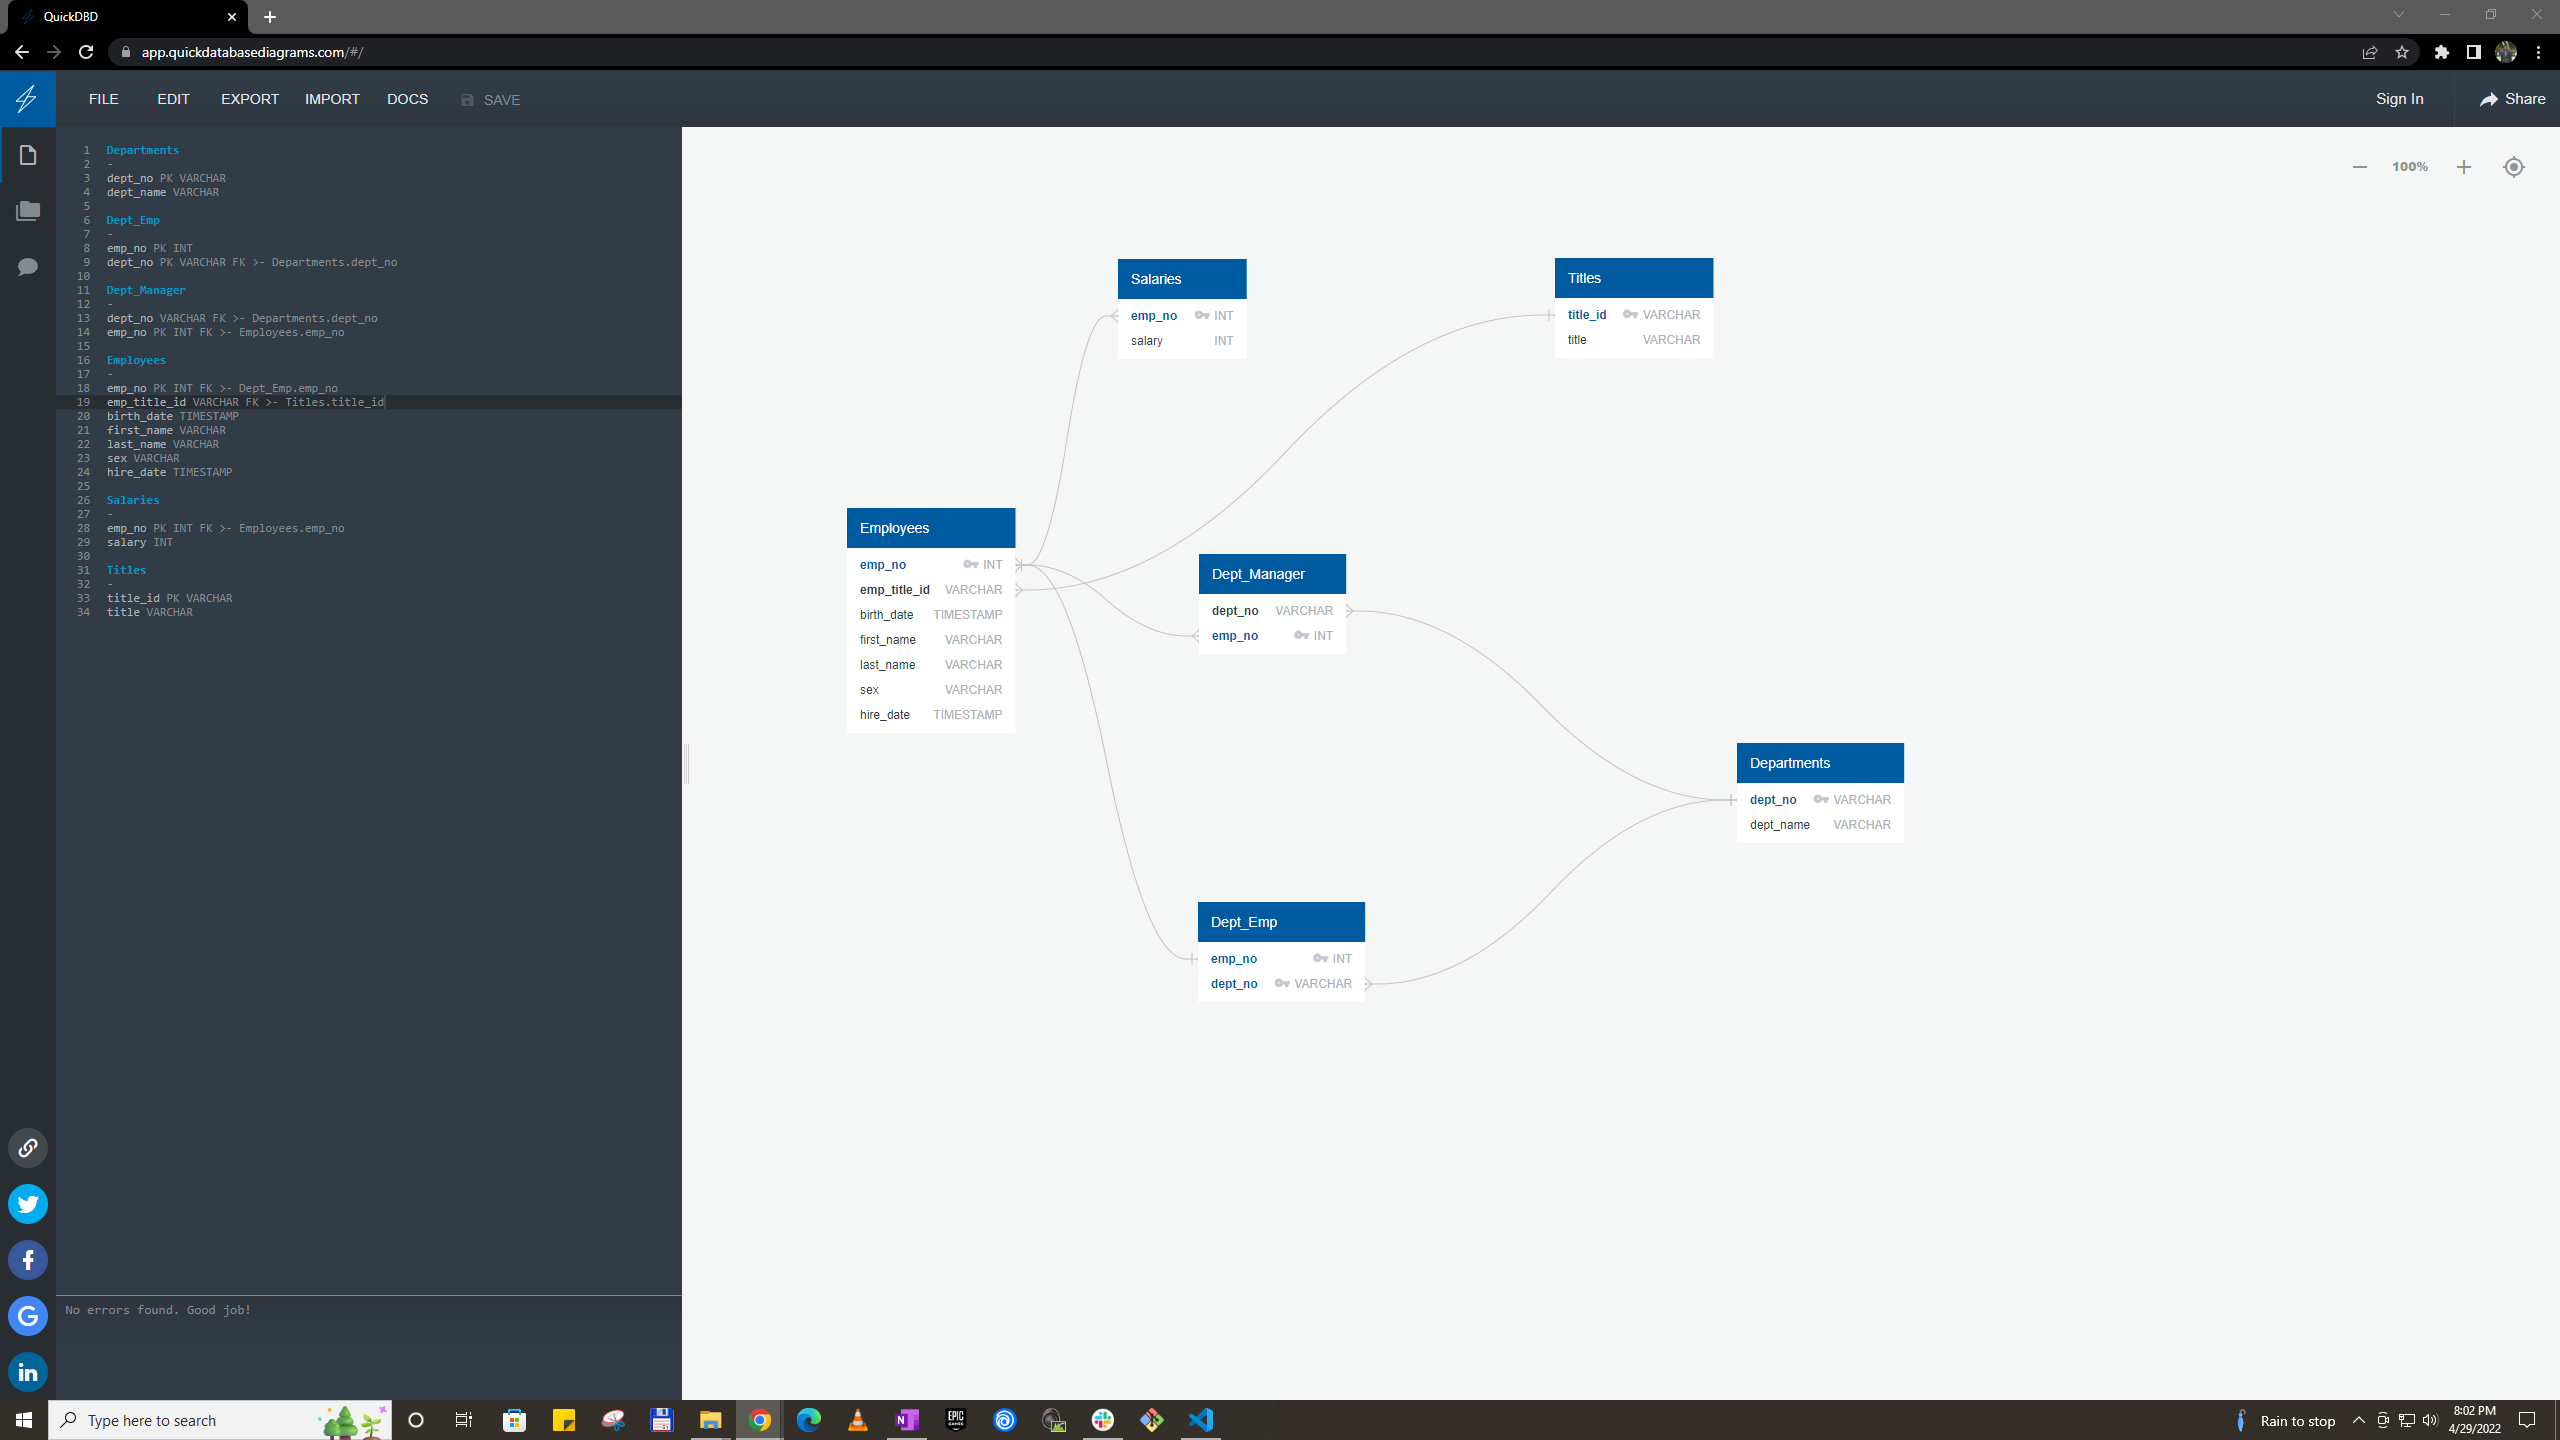 QuickDBD
app.quickdatabasediagrams.com/#/
FILE EDIT EXPORT IMPORT DOCS SAVE Sign In Share
1 Departments
2 -
3 dept_no PK VARCHAR
4 dept_name VARCHAR
5
6 Dept_Emp
7 -
8 emp_no PK INT
9 dept_no PK VARCHAR FK >- Departments.dept_no
10
11 Dept_Manager
12 -
13 dept_no VARCHAR FK >- Departments.dept_no
14 emp_no PK INT FK >- Employees.emp_no
15
16 Employees
17 -
18 emp_no PK INT FK >- Dept_Emp.emp_no
19 emp_title_id VARCHAR FK >- Titles.title_id
20 birth_date TIMESTAMP
21 first_name VARCHAR
22 last_name VARCHAR
23 sex VARCHAR
24 hire_date TIMESTAMP
25
26 Salaries
27 -
28 emp_no PK INT FK >- Employees.emp_no
29 salary INT
30
31 Titles
32 -
33 title_id PK VARCHAR
34 title VARCHAR
No errors found. Good job!
100%
Salaries
emp_no INT
salary INT
Titles
title_id VARCHAR
title VARCHAR
Employees
emp_no INT
emp_title_id VARCHAR
birth_date TIMESTAMP
first_name VARCHAR
last_name VARCHAR
sex VARCHAR
hire_date TIMESTAMP
Dept_Manager
dept_no VARCHAR
emp_no INT
Departments
dept_no VARCHAR
dept_name VARCHAR
Dept_Emp
emp_no INT
dept_no VARCHAR
Type here to search
EPIC
GAMES
Rain to stop
8:02 PM
4/29/2022